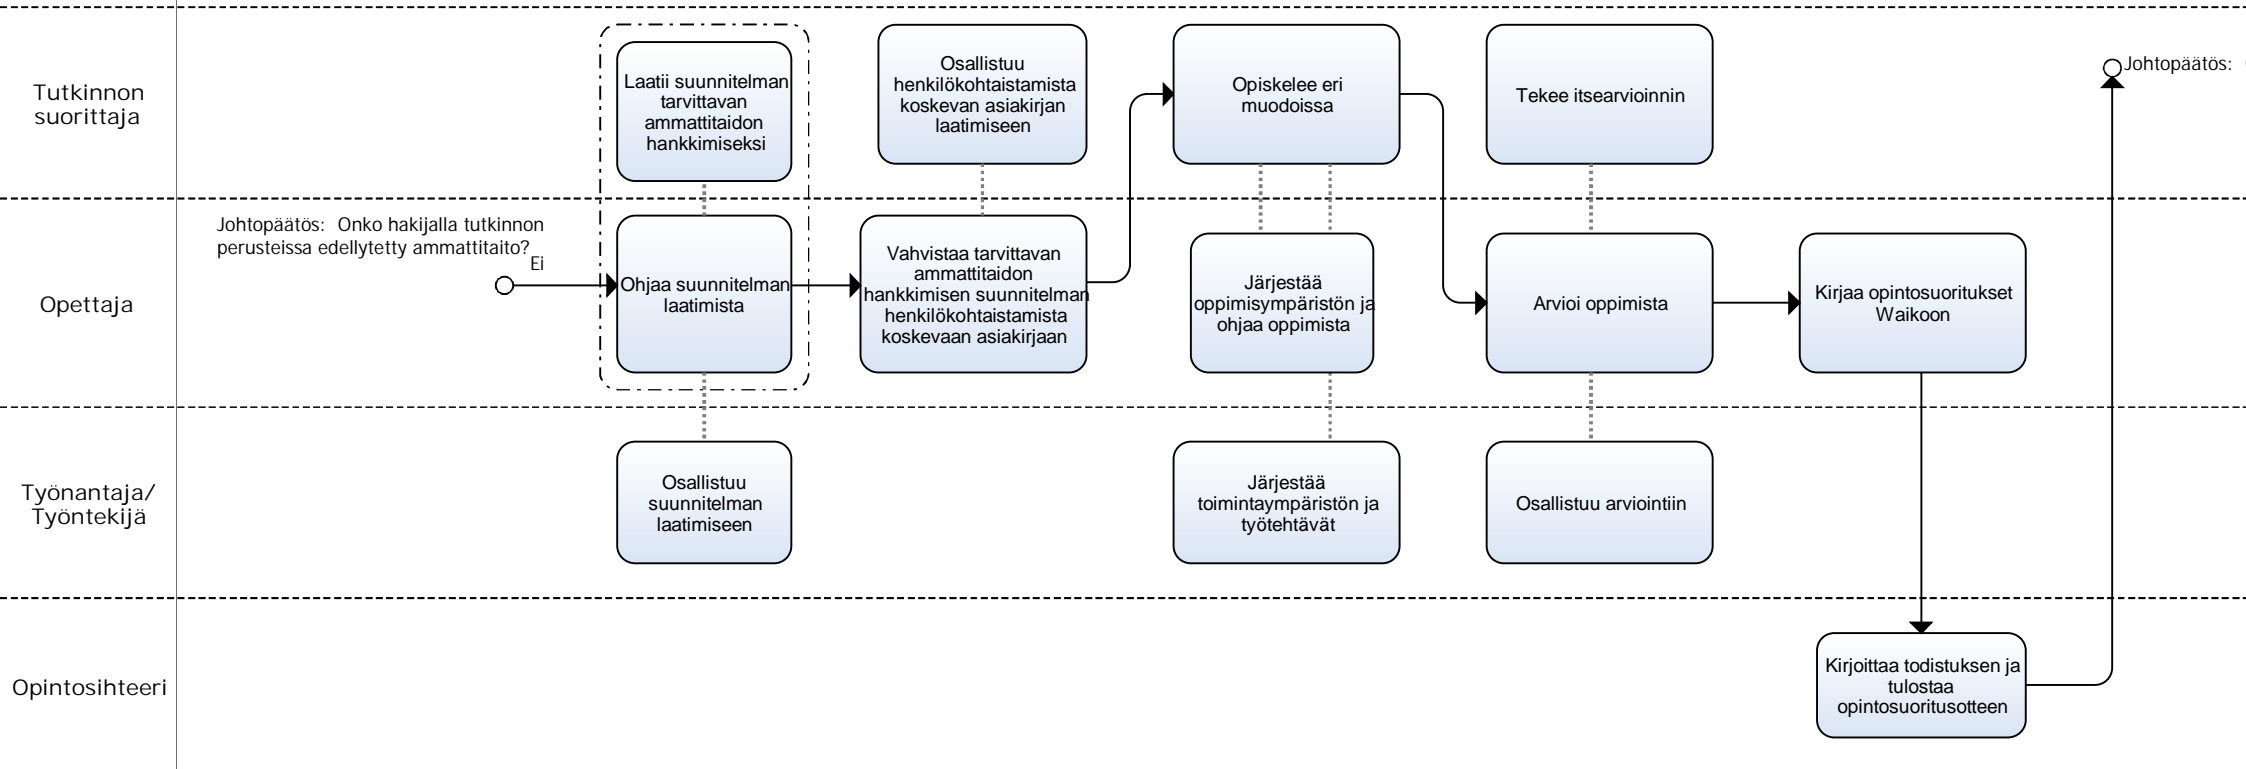 Tutkinnon
suorittaja
Laatii suunnitelman
tarvittavan
ammattitaidon
hankkimiseksi
Osallistuu
henkilökohtaistamista
koskevan asiakirjan
laatimiseen
Opiskelee eri
muodoissa
Tekee itsearvioinnin
Johtopäätös:
Opettaja
Johtopäätös: Onko hakijalla tutkinnon
perusteissa edellytetty ammattitaito?
Ei
Ohjaa suunnitelman
laatimista
Vahvistaa tarvittavan
ammattitaidon
hankkimisen suunnitelman
henkilökohtaistamista
koskevaan asiakirjaan
Järjestää
oppimisympäristön ja
ohjaa oppimista
Arvioi oppimista
Kirjaa opintosuoritukset
Waikoon
Työnantaja/
Työntekijä
Osallistuu
suunnitelman
laatimiseen
Järjestää
toimintaympäristön ja
työtehtävät
Osallistuu arviointiin
Opintosihteeri
Kirjoittaa todistuksen ja
tulostaa
opintosuoritusotteen